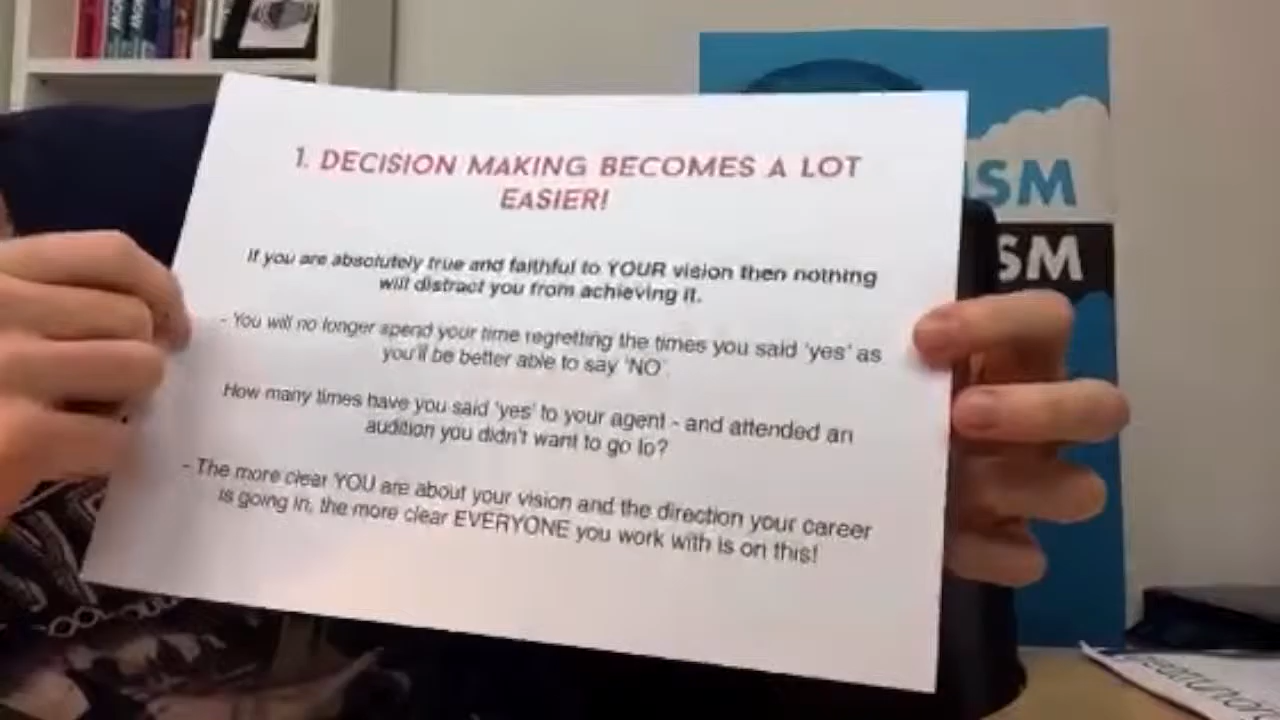 1. DECISION MAKING BECOMES A LOT
EASIER!
If you are absolutely true and faithful to YOUR vision then nothing
will distract you from achieving it.
- You will no longer spend your time regretting the times you said 'yes' as
you'll be better able to say 'NO'.
How many times have you said 'yes' to your agent - and attended an
audition you didn't want to go to?
- The more clear YOU are about your vision and the direction your career
is going in, the more clear EVERYONE you work with is on this!
SM
SM